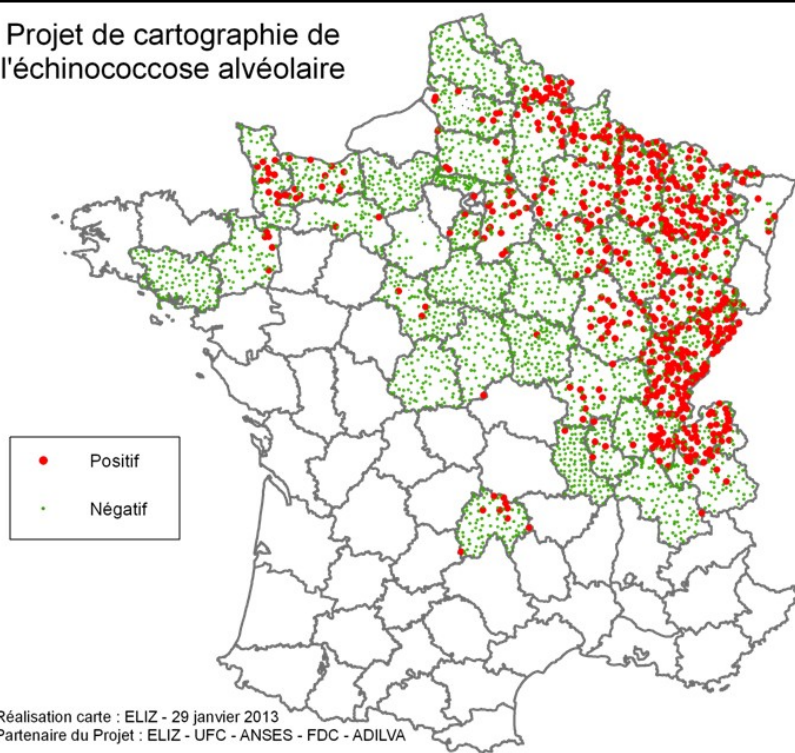 Projet de cartographie de
l'échinococcose alvéolaire
Positif
Négatif
Réalisation carte : ELIZ - 29 janvier 2013
Partenaire du Projet : ELIZ - UFC - ANSES - FDC - ADILVA